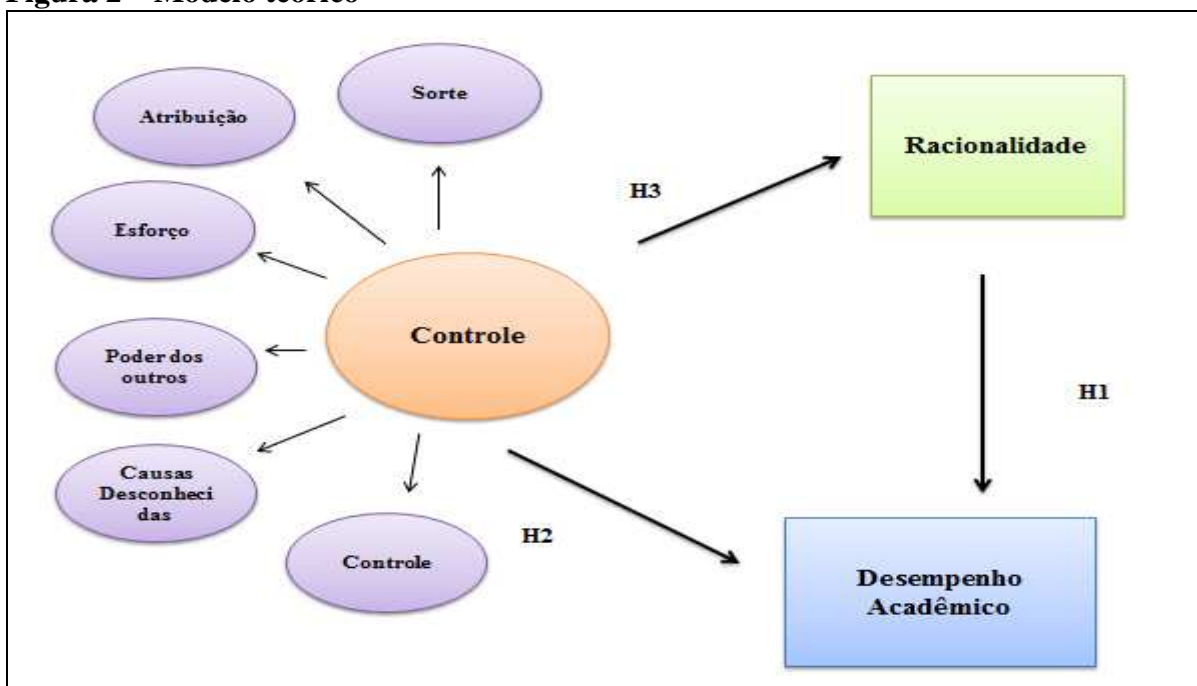 Figura 2 – Modelo teórico
Sorte
Atribuição
Racionalidade
H3
Esforço
Controle
Poder dos
outros
H1
Causas
Desconheci
das
H2
Controle
Desempenho
Acadêmico